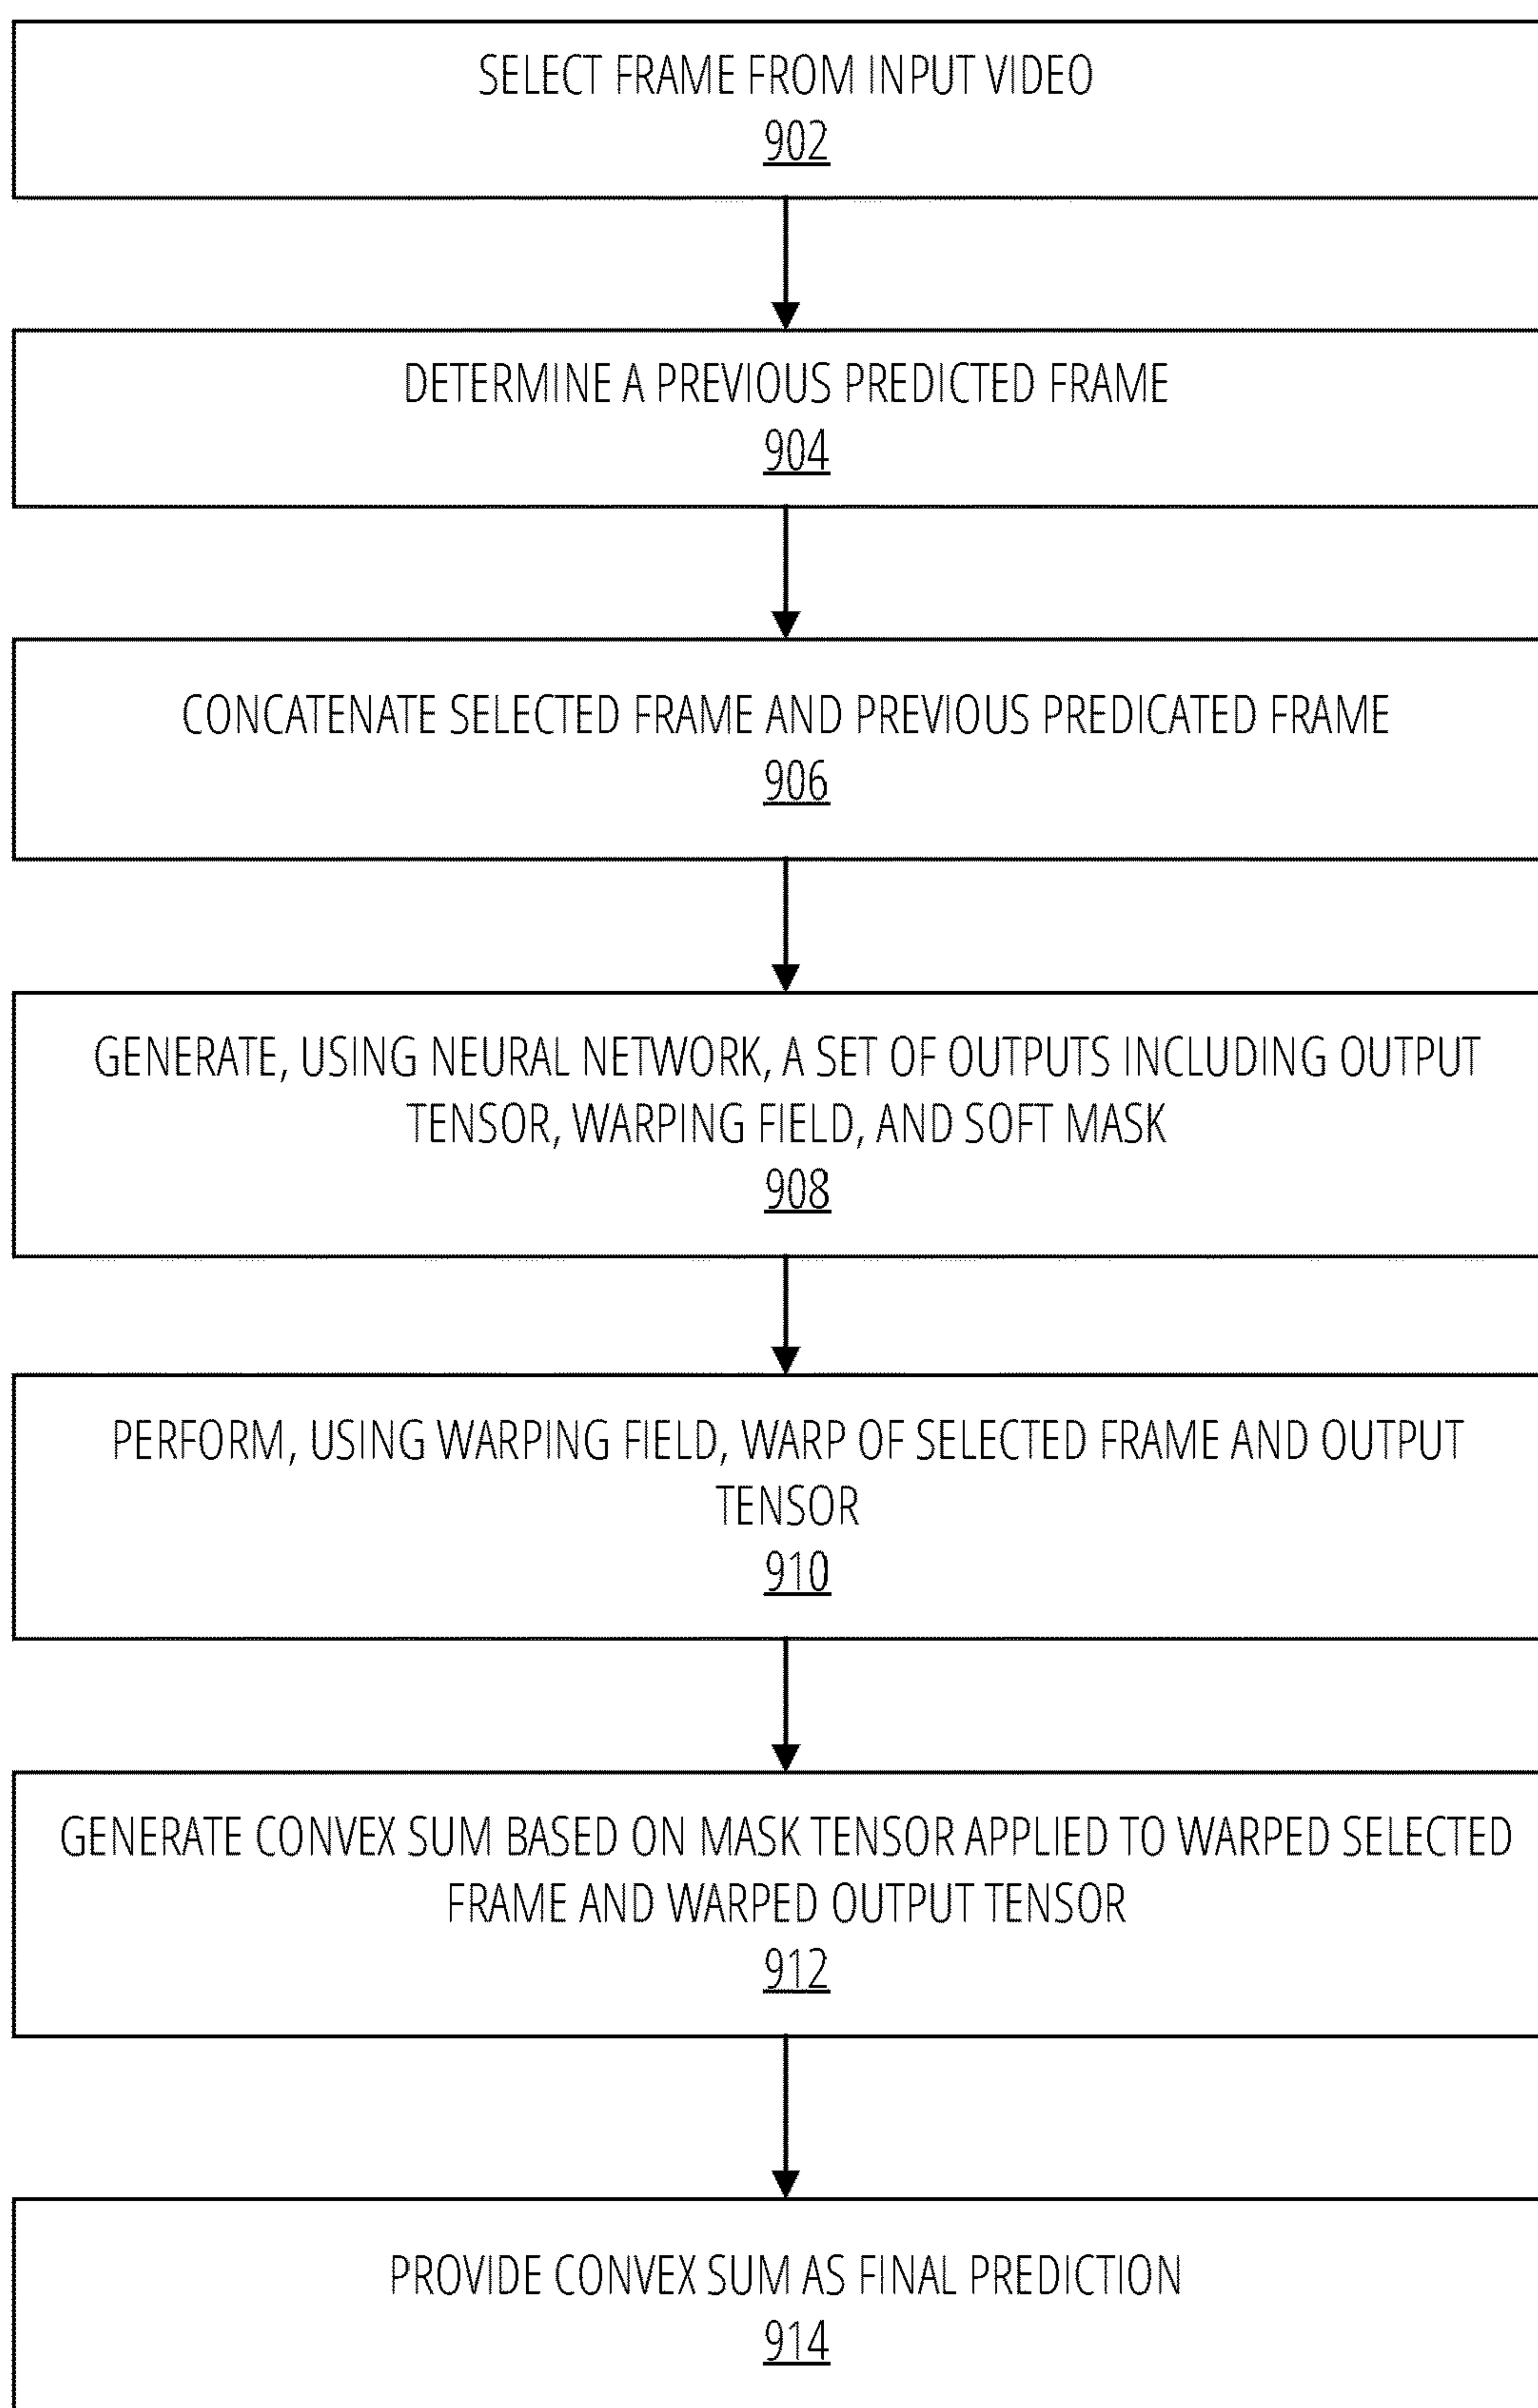 SELECT FRAME FROM INPUT VIDEO
902
DETERMINE A PREVIOUS PREDICTED FRAME
904
CONCATENATE SELECTED FRAME AND PREVIOUS PREDICATED FRAME
906
GENERATE, USING NEURAL NETWORK, A SET OF OUTPUTS INCLUDING OUTPUT
TENSOR, WARPING FIELD, AND SOFT MASK
908
PERFORM, USING WARPING FIELD, WARP OF SELECTED FRAME AND OUTPUT
TENSOR
910
GENERATE CONVEX SUM BASED ON MASK TENSOR APPLIED TO WARPED SELECTED
FRAME AND WARPED OUTPUT TENSOR
912
PROVIDE CONVEX SUM AS FINAL PREDICTION
914